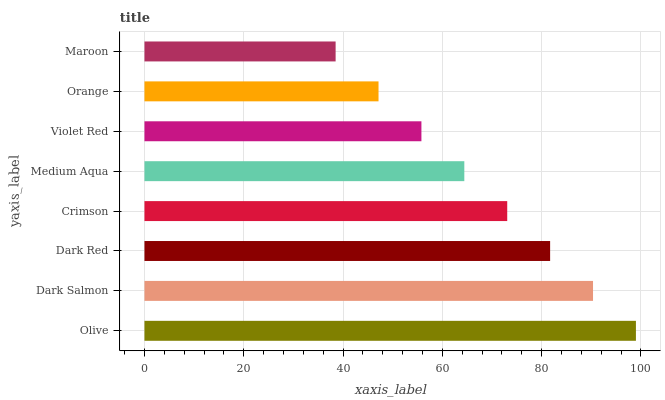 title
Maroon
Orange
Violet Red
Medium Aqua
Crimson
Dark Red
Dark Salmon
Olive
yaxis_label
0 20 40 60 80 100
xaxis_label